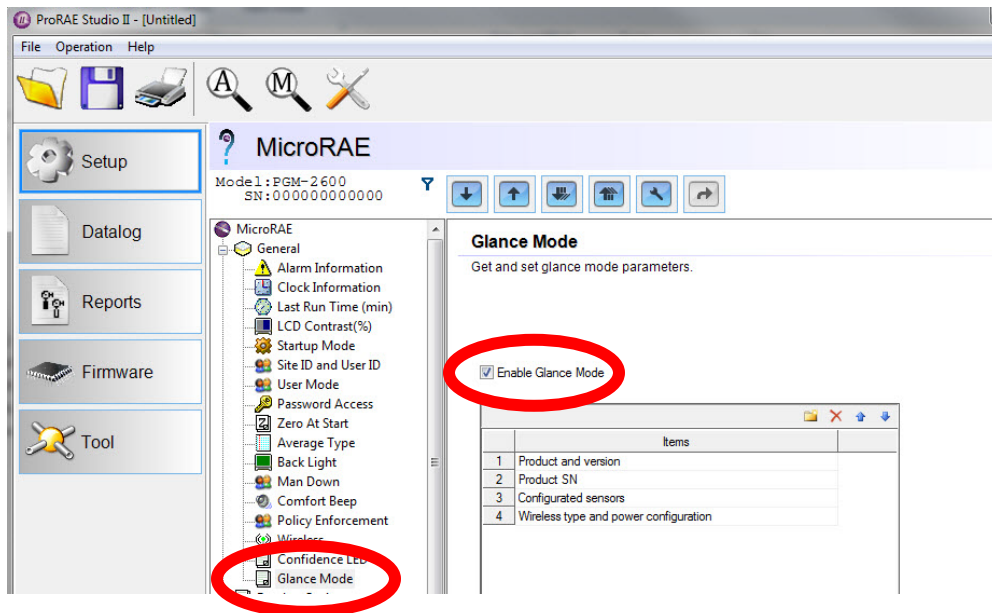 ProRAE Studio II - [Untitled]
File Operation Help
A M
Setup
Datalog
Reports
Firmware
Tool
MicroRAE
Model:PGM-2600
SN:000000000000
MicroRAE
General
Alarm Information
Clock Information
Last Run Time (min)
LCD Contrast(%)
Startup Mode
Site ID and User ID
User Mode
Password Access
Zero At Start
Average Type
Back Light
Man Down
Comfort Beep
Policy Enforcement
Wireless
Confidence LED
Glance Mode
Glance Mode
Get and set glance mode parameters.
Enable Glance Mode
Items
1 Product and version
2 Product SN
3 Configurated sensors
4 Wireless type and power configuration